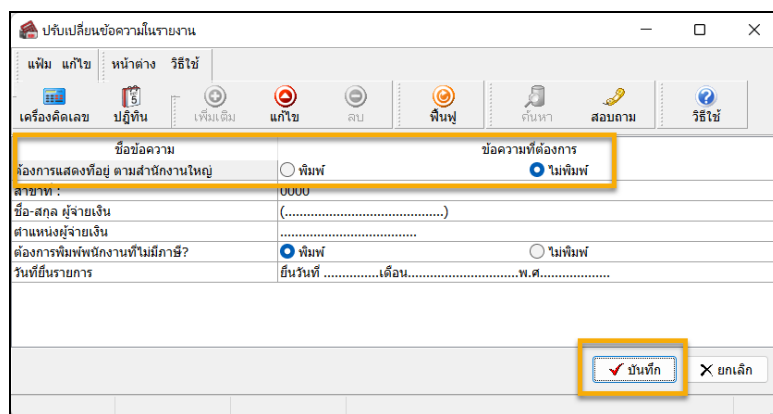 ปรับเปลี่ยนข้อความในรายงาน
แฟ้ม แก้ไข หน้าต่าง วิธีใช้
5
เครื่องคิดเลข ปฏิทิน เพิ่มเติม แก้ไข ลบ ฟื้นฟู ค้นหา สอบถาม วิธีใช้
ชื่อข้อความ ข้อความที่ต้องการ
ต้องการแสดงที่อยู่ ตามสำนักงานใหญ่ พิมพ์ ไม่พิมพ์
สาขาที่ : 0000
ชื่อ-สกุล ผู้จ่ายเงิน (............................................)
ตำแหน่งผู้จ่ายเงิน .....................................
ต้องการพิมพ์พนักงานที่ไม่มีภาษี? พิมพ์ ไม่พิมพ์
วันที่ยื่นรายการ ยื่นวันที่ ...............เดือน..............................พ.ศ...................
บันทึก ยกเลิก